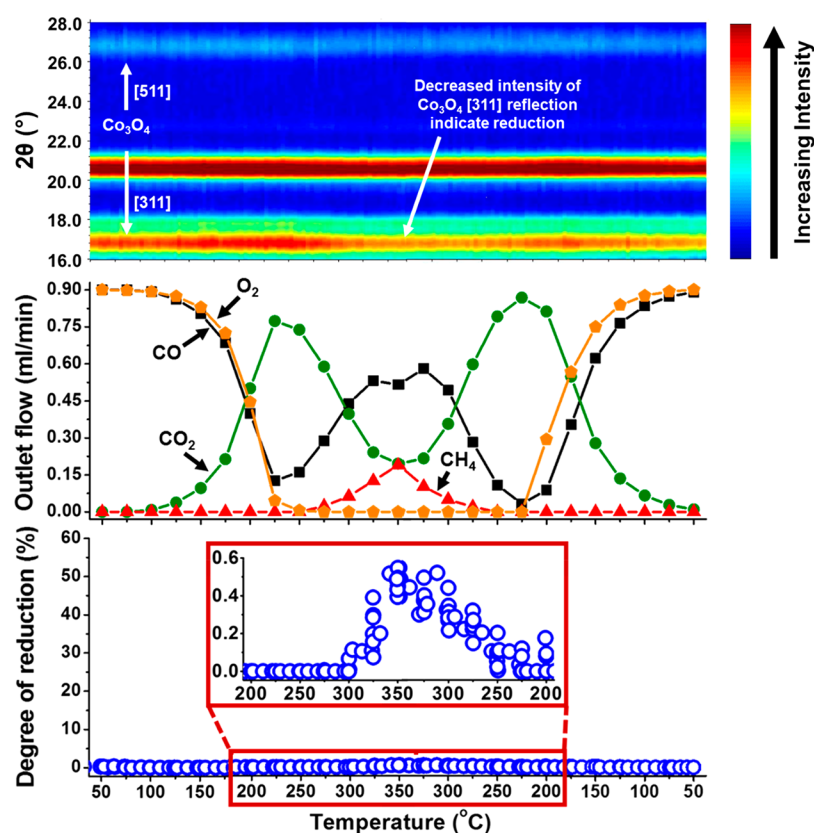 28.0
26.0
24.0
22.0
20.0
18.0
16.0
2θ (°)
[511]
Co₃O₄
[311]
Decreased intensity of
Co₃O₄ [311] reflection
indicate reduction
Increasing Intensity
0.90
0.75
0.60
0.45
0.30
0.15
0.00
Outlet flow (ml/min)
O₂
CO
CO₂
CH₄
60
50
40
30
20
10
0
Degree of reduction (%)
0.6
0.4
0.2
0.0
200 250 300 350 300 250 200
50 100 150 200 250 300 350 300 250 200 150 100 50
Temperature (°C)